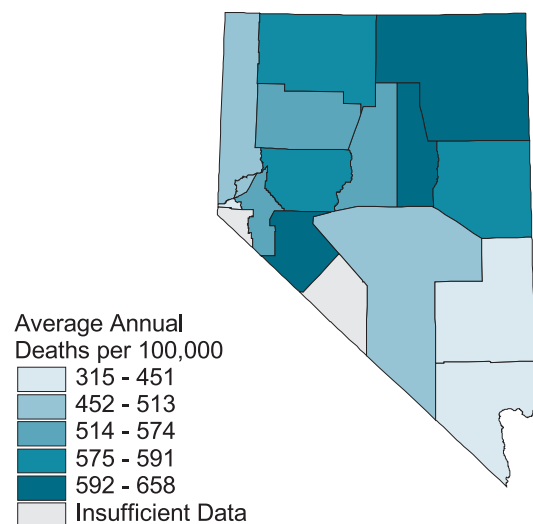 Average Annual
Deaths per 100,000
315 - 451
452 - 513
514 - 574
575 - 591
592 - 658
Insufficient Data